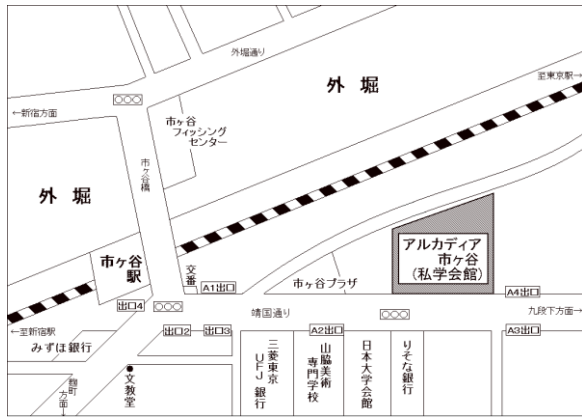 外堀通り
至東京駅→
外 堀
←新宿方面
市ヶ谷
フィッシング
センター
市ヶ谷橋
外 堀
アルカディア
市ヶ谷
(私学会館)
市ヶ谷
駅
交番
A1出口
市ヶ谷プラザ
A4出口
出口4
靖国通り
九段下方面→
←至新宿駅
出口2
出口3
A2出口
A3出口
みずほ銀行
麹町
方面
文教堂
三菱東京
UFJ銀行
山脇美術
専門学校
日本大学会館
りそな銀行